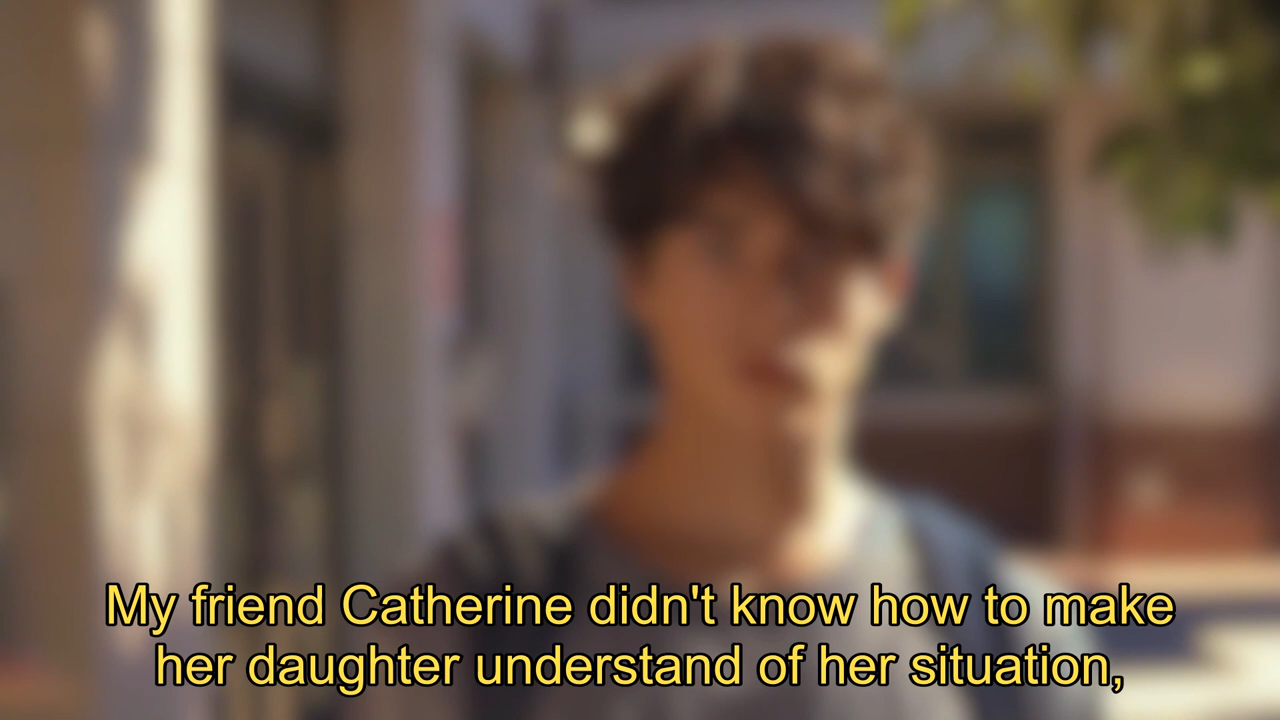 My friend Catherine didn't know how to make
her daughter understand of her situation,